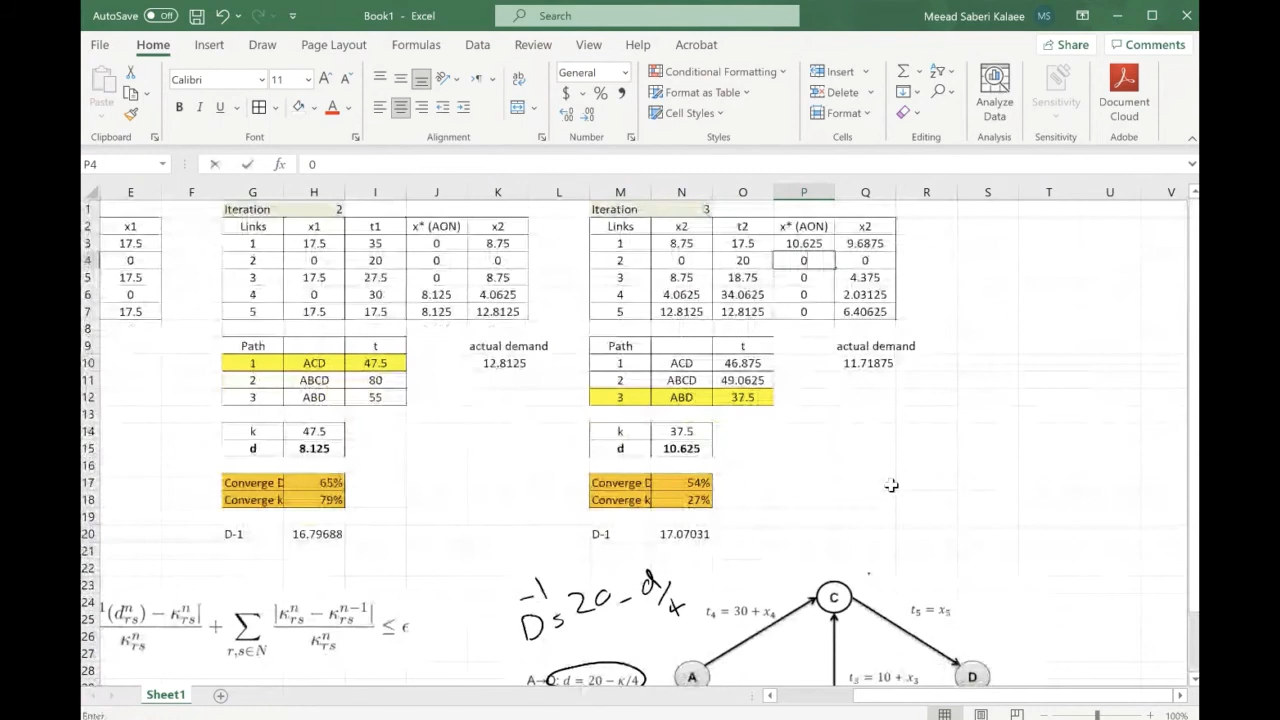 AutoSave Off Book1 - Excel Search Meead Saberi Kalaee MS
File Home Insert Draw Page Layout Formulas Data Review View Help Acrobat Share Comments
Paste Calibri 11 B I U A General $ % , Conditional Formatting Format as Table Cell Styles Insert Delete Format Analyze Data Sensitivity Document Cloud
Clipboard Font Alignment Number Styles Cells Editing Analysis Sensitivity Adobe
P4 fx 0
E F G H I J K L M N O P Q R S T U V
1 Iteration 2 Iteration 3
2 x1 Links x1 t1 x* (AON) x2 Links x2 t2 x* (AON) x2
3 17.5 1 17.5 35 0 8.75 1 8.75 17.5 10.625 9.6875
4 0 2 0 20 0 0 2 0 20 0 0
5 17.5 3 17.5 27.5 0 8.75 3 8.75 18.75 0 4.375
6 0 4 0 30 8.125 4.0625 4 4.0625 34.0625 0 2.03125
7 17.5 5 17.5 17.5 8.125 12.8125 5 12.8125 12.8125 0 6.40625
8
9 Path t actual demand Path t actual demand
10 1 ACD 47.5 12.8125 1 ACD 46.875 11.71875
11 2 ABCD 80 2 ABCD 49.0625
12 3 ABD 55 3 ABD 37.5
13
14 k 47.5 k 37.5
15 d 8.125 d 10.625
16
17 Converge D 65% Converge D 54%
18 Converge k 79% Converge k 27%
19
20 D-1 16.79688 D-1 17.07031
21
22
23
24
25
26
27
28
D⁻¹ = 20 - d/4
t₄ = 30 + x₄ C t₅ = x₅
A D t₃ = 10 + x₃
d = 20 − κ/4
Sheet1
100%